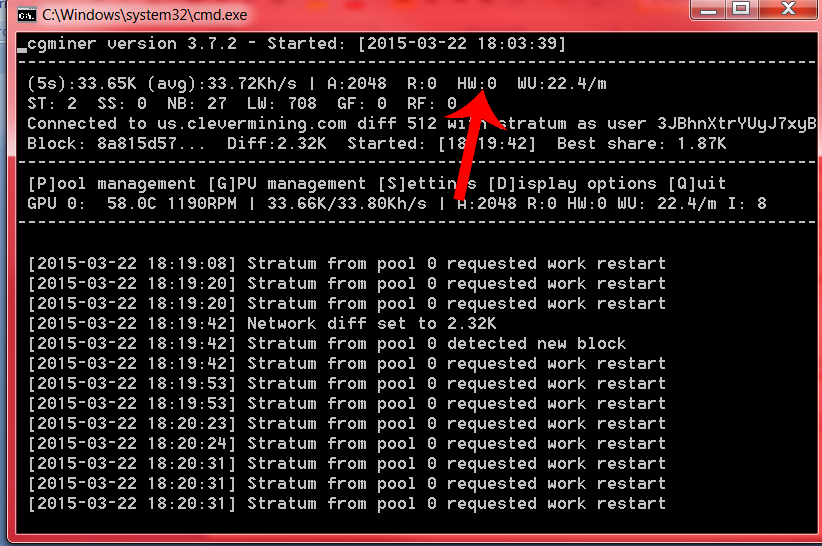 C:\Windows\system32\cmd.exe
cgminer version 3.7.2 - Started: [2015-03-22 18:03:39]
--------------------------------------------------------------------------------
(5s):33.65K (avg):33.72Kh/s | A:2048 R:0 HW:0 WU:22.4/m
ST: 2 SS: 0 NB: 27 LW: 708 GF: 0 RF: 0
Connected to us.clevermining.com diff 512 with stratum as user 3JBhnXtrYUyJ7xyB
Block: 8a815d57... Diff:2.32K Started: [18:19:42] Best share: 1.87K
--------------------------------------------------------------------------------
[P]ool management [G]PU management [S]ettings [D]isplay options [Q]uit
GPU 0: 58.0C 1190RPM | 33.66K/33.80Kh/s | A:2048 R:0 HW:0 WU: 22.4/m I: 8
--------------------------------------------------------------------------------
[2015-03-22 18:19:08] Stratum from pool 0 requested work restart
[2015-03-22 18:19:20] Stratum from pool 0 requested work restart
[2015-03-22 18:19:20] Stratum from pool 0 requested work restart
[2015-03-22 18:19:42] Network diff set to 2.32K
[2015-03-22 18:19:42] Stratum from pool 0 detected new block
[2015-03-22 18:19:42] Stratum from pool 0 requested work restart
[2015-03-22 18:19:53] Stratum from pool 0 requested work restart
[2015-03-22 18:19:53] Stratum from pool 0 requested work restart
[2015-03-22 18:20:23] Stratum from pool 0 requested work restart
[2015-03-22 18:20:24] Stratum from pool 0 requested work restart
[2015-03-22 18:20:31] Stratum from pool 0 requested work restart
[2015-03-22 18:20:31] Stratum from pool 0 requested work restart
[2015-03-22 18:20:31] Stratum from pool 0 requested work restart